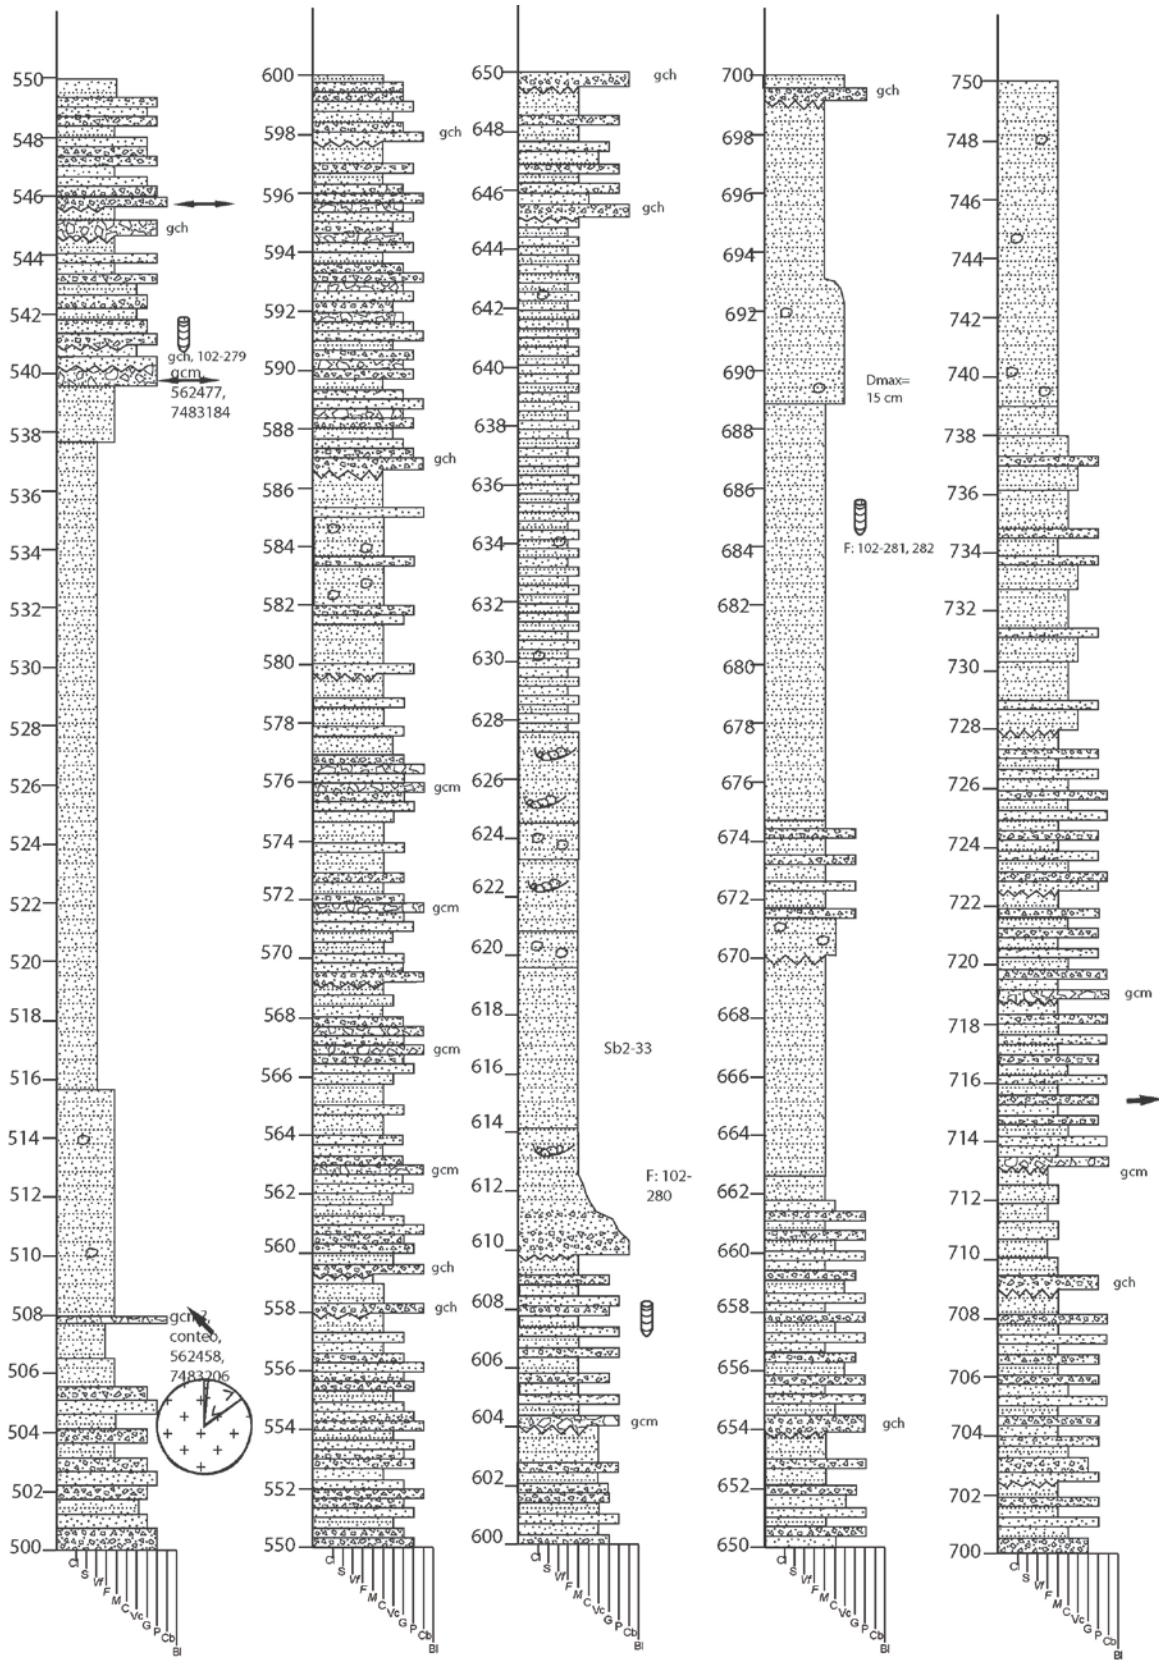 550
548
546
544
gch
542
gch, 102-279
gcm,
562477,
7483184
540
538
536
534
532
530
528
526
524
522
520
518
516
514
512
510
508
gcm?,
conteo,
562458,
7483206
506
504
502
500
Cl
S
Vf
F
M
C
Vc
G
P
Cb
Bl
600
598
gch
596
594
592
590
588
gch
586
584
582
580
578
576
gcm
574
572
gcm
570
568
gcm
566
564
gcm
562
560
gch
558
gch
556
554
552
550
Cl
S
Vf
F
M
C
Vc
G
P
Cb
Bl
650
gch
648
646
gch
644
642
640
638
636
634
632
630
628
626
624
622
620
618
Sb2-33
616
614
612
F: 102-
280
610
608
606
604
gcm
602
600
Cl
S
Vf
F
M
C
Vc
G
P
Cb
Bl
700
gch
698
696
694
692
690
Dmax=
15 cm
688
686
684
F: 102-281, 282
682
680
678
676
674
672
670
668
666
664
662
660
658
656
654
gch
652
650
Cl
S
Vf
F
M
C
Vc
G
P
Cb
Bl
750
748
746
744
742
740
738
736
734
732
730
728
726
724
722
720
gcm
718
716
714
gcm
712
710
gch
708
706
704
702
700
Cl
S
Vf
F
M
C
Vc
G
P
Cb
Bl